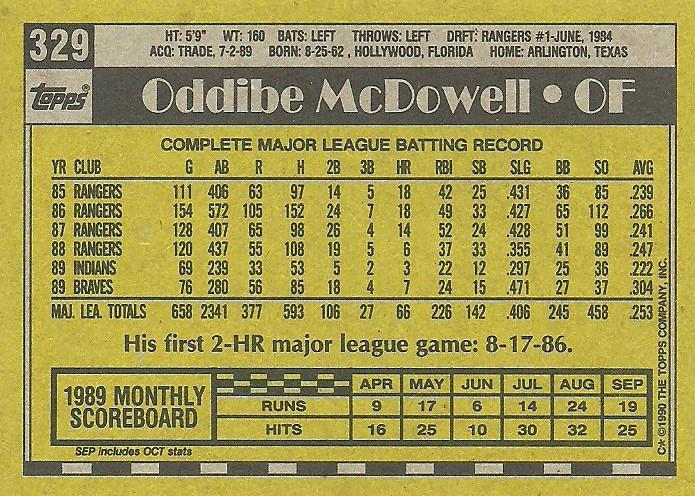 329
HT: 5'9" WT: 160 BATS: LEFT THROWS: LEFT DRFT: RANGERS #1-JUNE, 1984
ACQ: TRADE, 7-2-89 BORN: 8-25-62 , HOLLYWOOD, FLORIDA HOME: ARLINGTON, TEXAS
Topps®
Oddibe McDowell • OF
COMPLETE MAJOR LEAGUE BATTING RECORD
YR CLUB G AB R H 2B 3B HR RBI SB SLG BB SO AVG
85 RANGERS 111 406 63 97 14 5 18 42 25 .431 36 85 .239
86 RANGERS 154 572 105 152 24 7 18 49 33 .427 65 112 .266
87 RANGERS 128 407 65 98 26 4 14 52 24 .428 51 99 .241
88 RANGERS 120 437 55 108 19 5 6 37 33 .355 41 89 .247
89 INDIANS 69 239 33 53 5 2 3 22 12 .297 25 36 .222
89 BRAVES 76 280 56 85 18 4 7 24 15 .471 27 37 .304
MAJ. LEA. TOTALS 658 2341 377 593 106 27 66 226 142 .406 245 458 .253
His first 2-HR major league game: 8-17-86.
1989 MONTHLY SCOREBOARD
APR MAY JUN JUL AUG SEP
RUNS 9 17 6 14 24 19
HITS 16 25 10 30 32 25
SEP includes OCT stats
C* ©1990 THE TOPPS COMPANY, INC.